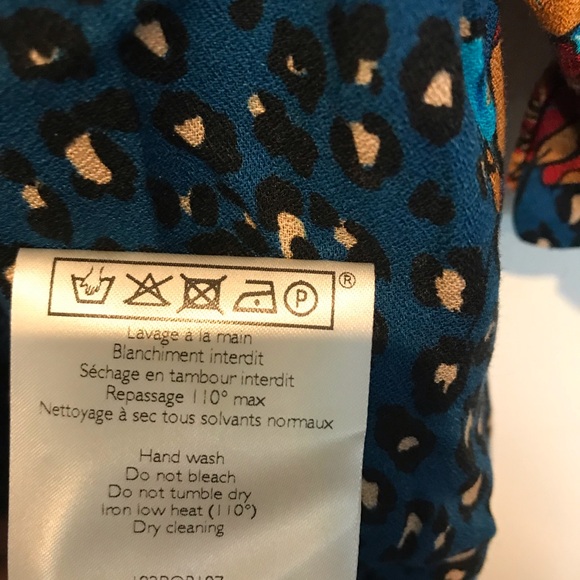 P ®
Lavage à la main
Blanchiment interdit
Séchage en tambour interdit
Repassage 110° max
Nettoyage à sec tous solvants normaux
Hand wash
Do not bleach
Do not tumble dry
Iron low heat (110°)
Dry cleaning